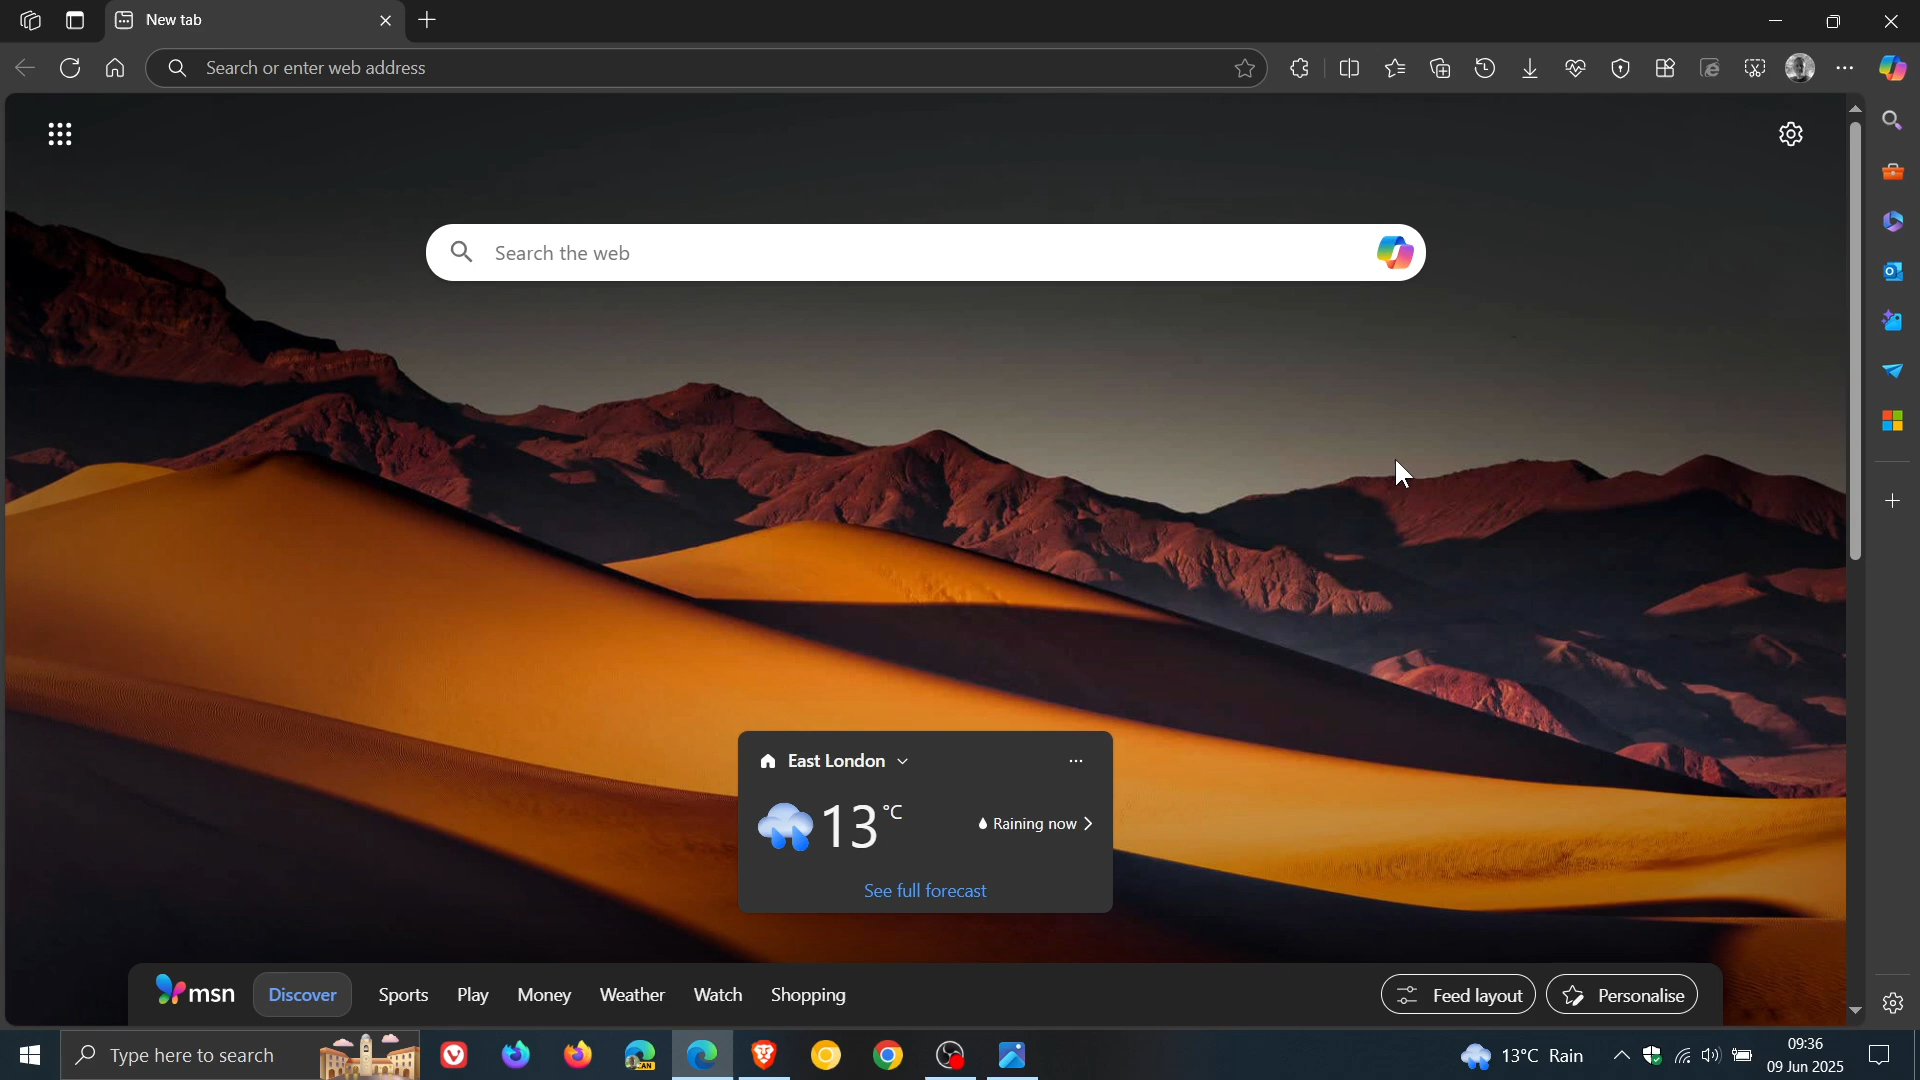 New tab
Search or enter web address
Search the web
East London
13°C
Raining now
See full forecast
msn
Discover
Sports
Play
Money
Weather
Watch
Shopping
Feed layout
Personalise
Type here to search
CAN
13°C Rain
09:36
09 Jun 2025